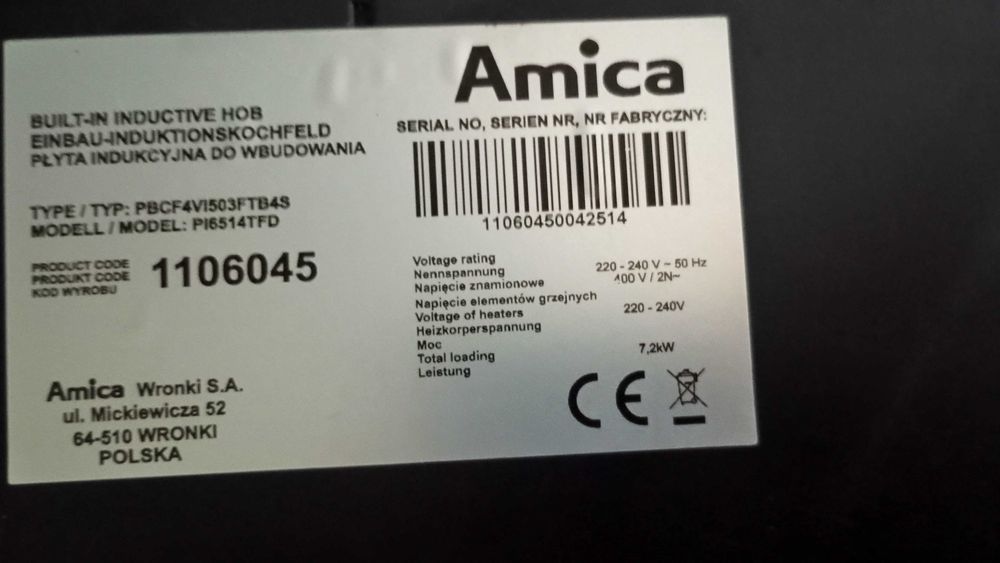 Amica
BUILT-IN INDUCTIVE HOB
EINBAU-INDUKTIONSKOCHFELD
PŁYTA INDUKCYJNA DO WBUDOWANIA
TYPE / TYP: PBCF4VI503FTB4S
MODELL / MODEL: PI6514TFD
PRODUCT CODE
PRODUKT CODE
KOD WYROBU
1106045
Amica Wronki S.A.
ul. Mickiewicza 52
64-510 WRONKI
POLSKA
SERIAL NO, SERIEN NR, NR FABRYCZNY:
11060450042514
Voltage rating
Nennspannung
Napięcie znamionowe
220 - 240 V ~ 50 Hz
400 V / 2N~
Napięcie elementów grzejnych
Voltage of heaters
Heizkorperspannung
220 - 240V
Moc
Total loading
Leistung
7,2kW
CE